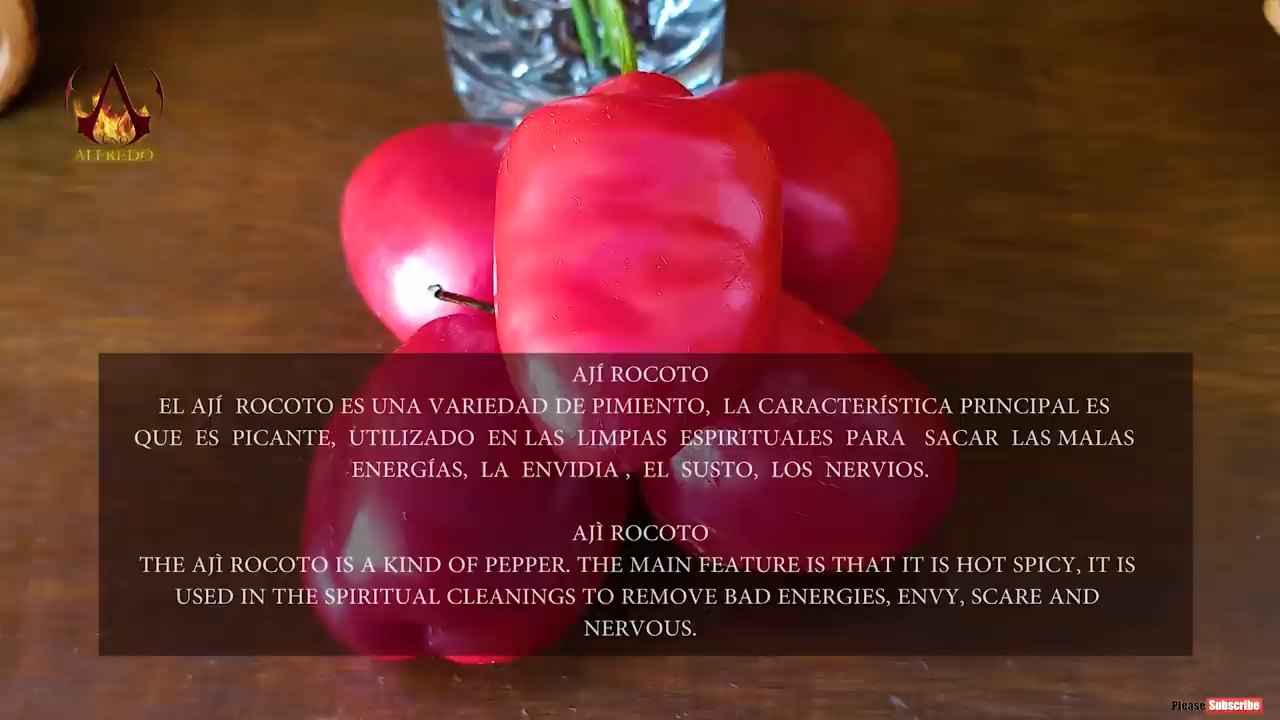 ALFREDO
AJÍ ROCOTO
EL AJÍ ROCOTO ES UNA VARIEDAD DE PIMIENTO, LA CARACTERÍSTICA PRINCIPAL ES
QUE ES PICANTE, UTILIZADO EN LAS LIMPIAS ESPIRITUALES PARA SACAR LAS MALAS
ENERGÍAS, LA ENVIDIA , EL SUSTO, LOS NERVIOS.
AJÌ ROCOTO
THE AJÌ ROCOTO IS A KIND OF PEPPER. THE MAIN FEATURE IS THAT IT IS HOT SPICY, IT IS
USED IN THE SPIRITUAL CLEANINGS TO REMOVE BAD ENERGIES, ENVY, SCARE AND
NERVOUS.
Please Subscribe